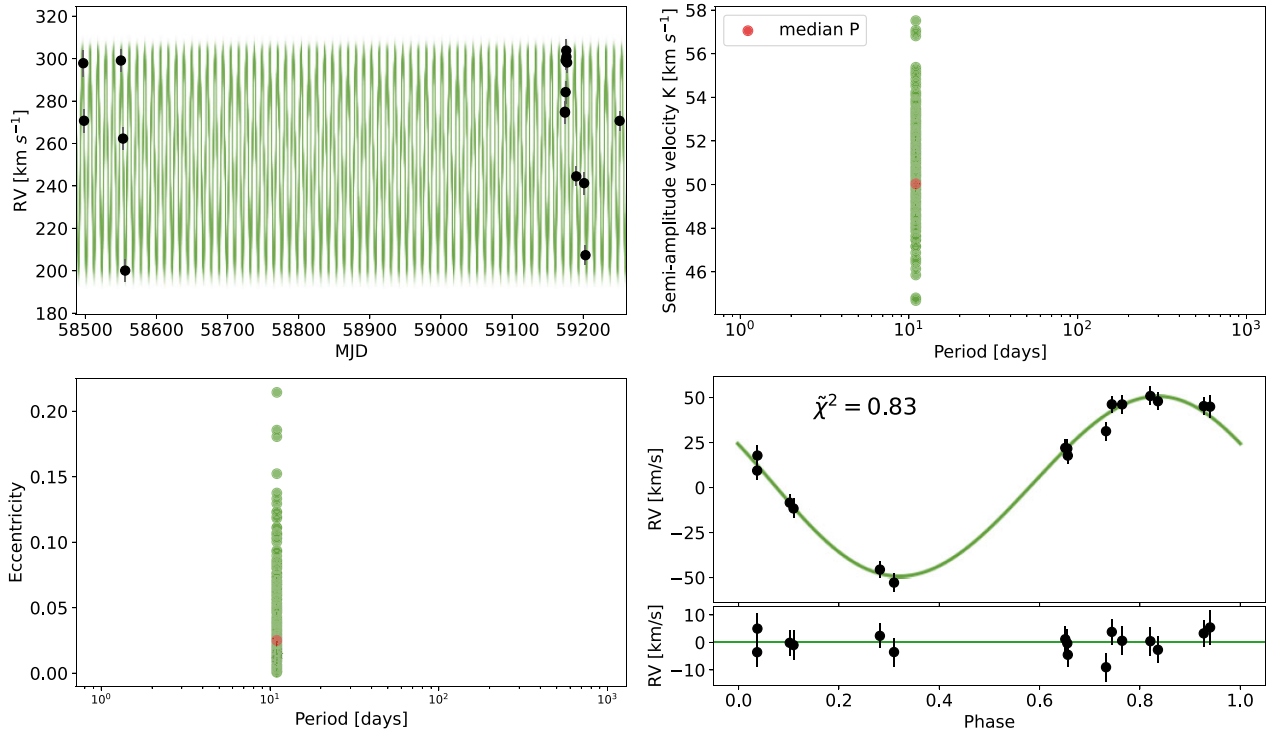 320
300
280
260
240
220
200
180
RV [km s⁻¹]
58500 58600 58700 58800 58900 59000 59100 59200
MJD
58
56
54
52
50
48
46
Semi-amplitude velocity K [km s⁻¹]
median P
10⁰ 10¹ 10² 10³
Period [days]
0.20
0.15
0.10
0.05
0.00
Eccentricity
10⁰ 10¹ 10² 10³
Period [days]
χ̃² = 0.83
50
25
0
−25
−50
RV [km/s]
10
0
−10
RV [km/s]
0.0 0.2 0.4 0.6 0.8 1.0
Phase